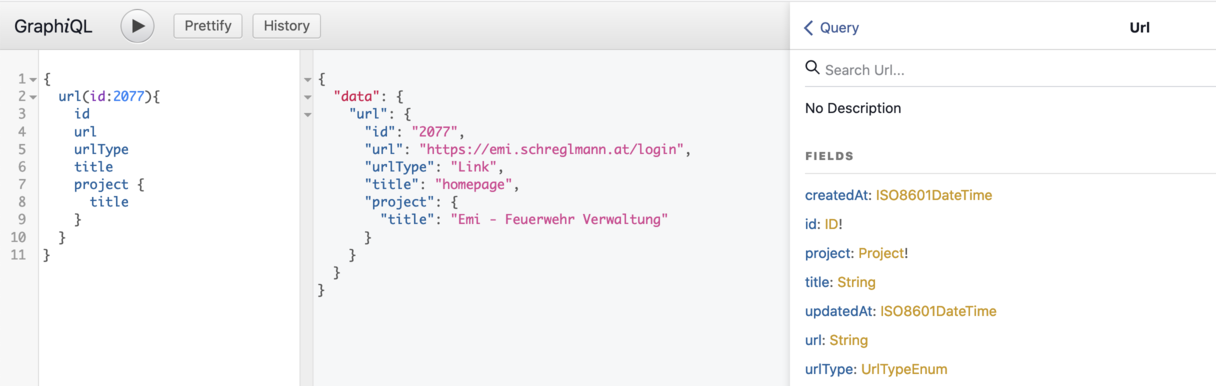 GraphiQL
Prettify
History
1 {
2 url(id:2077){
3 id
4 url
5 urlType
6 title
7 project {
8 title
9 }
10 }
11 }
{
"data": {
"url": {
"id": "2077",
"url": "https://emi.schreglmann.at/login",
"urlType": "Link",
"title": "homepage",
"project": {
"title": "Emi - Feuerwehr Verwaltung"
}
}
}
}
Query
Url
Search Url...
No Description
FIELDS
createdAt: ISO8601DateTime
id: ID!
project: Project!
title: String
updatedAt: ISO8601DateTime
url: String
urlType: UrlTypeEnum